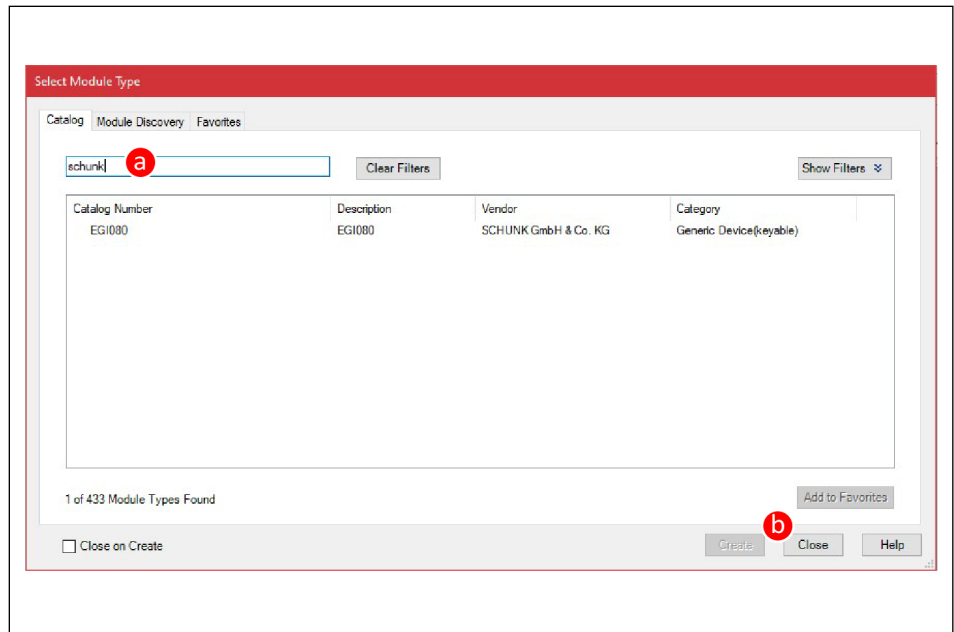 Select Module Type
Catalog Module Discovery Favorites
schunk a Clear Filters Show Filters
Catalog Number Description Vendor Category
EGI080 EGI080 SCHUNK GmbH & Co. KG Generic Device(keyable)
1 of 433 Module Types Found Add to Favorites
b
Close on Create Create Close Help